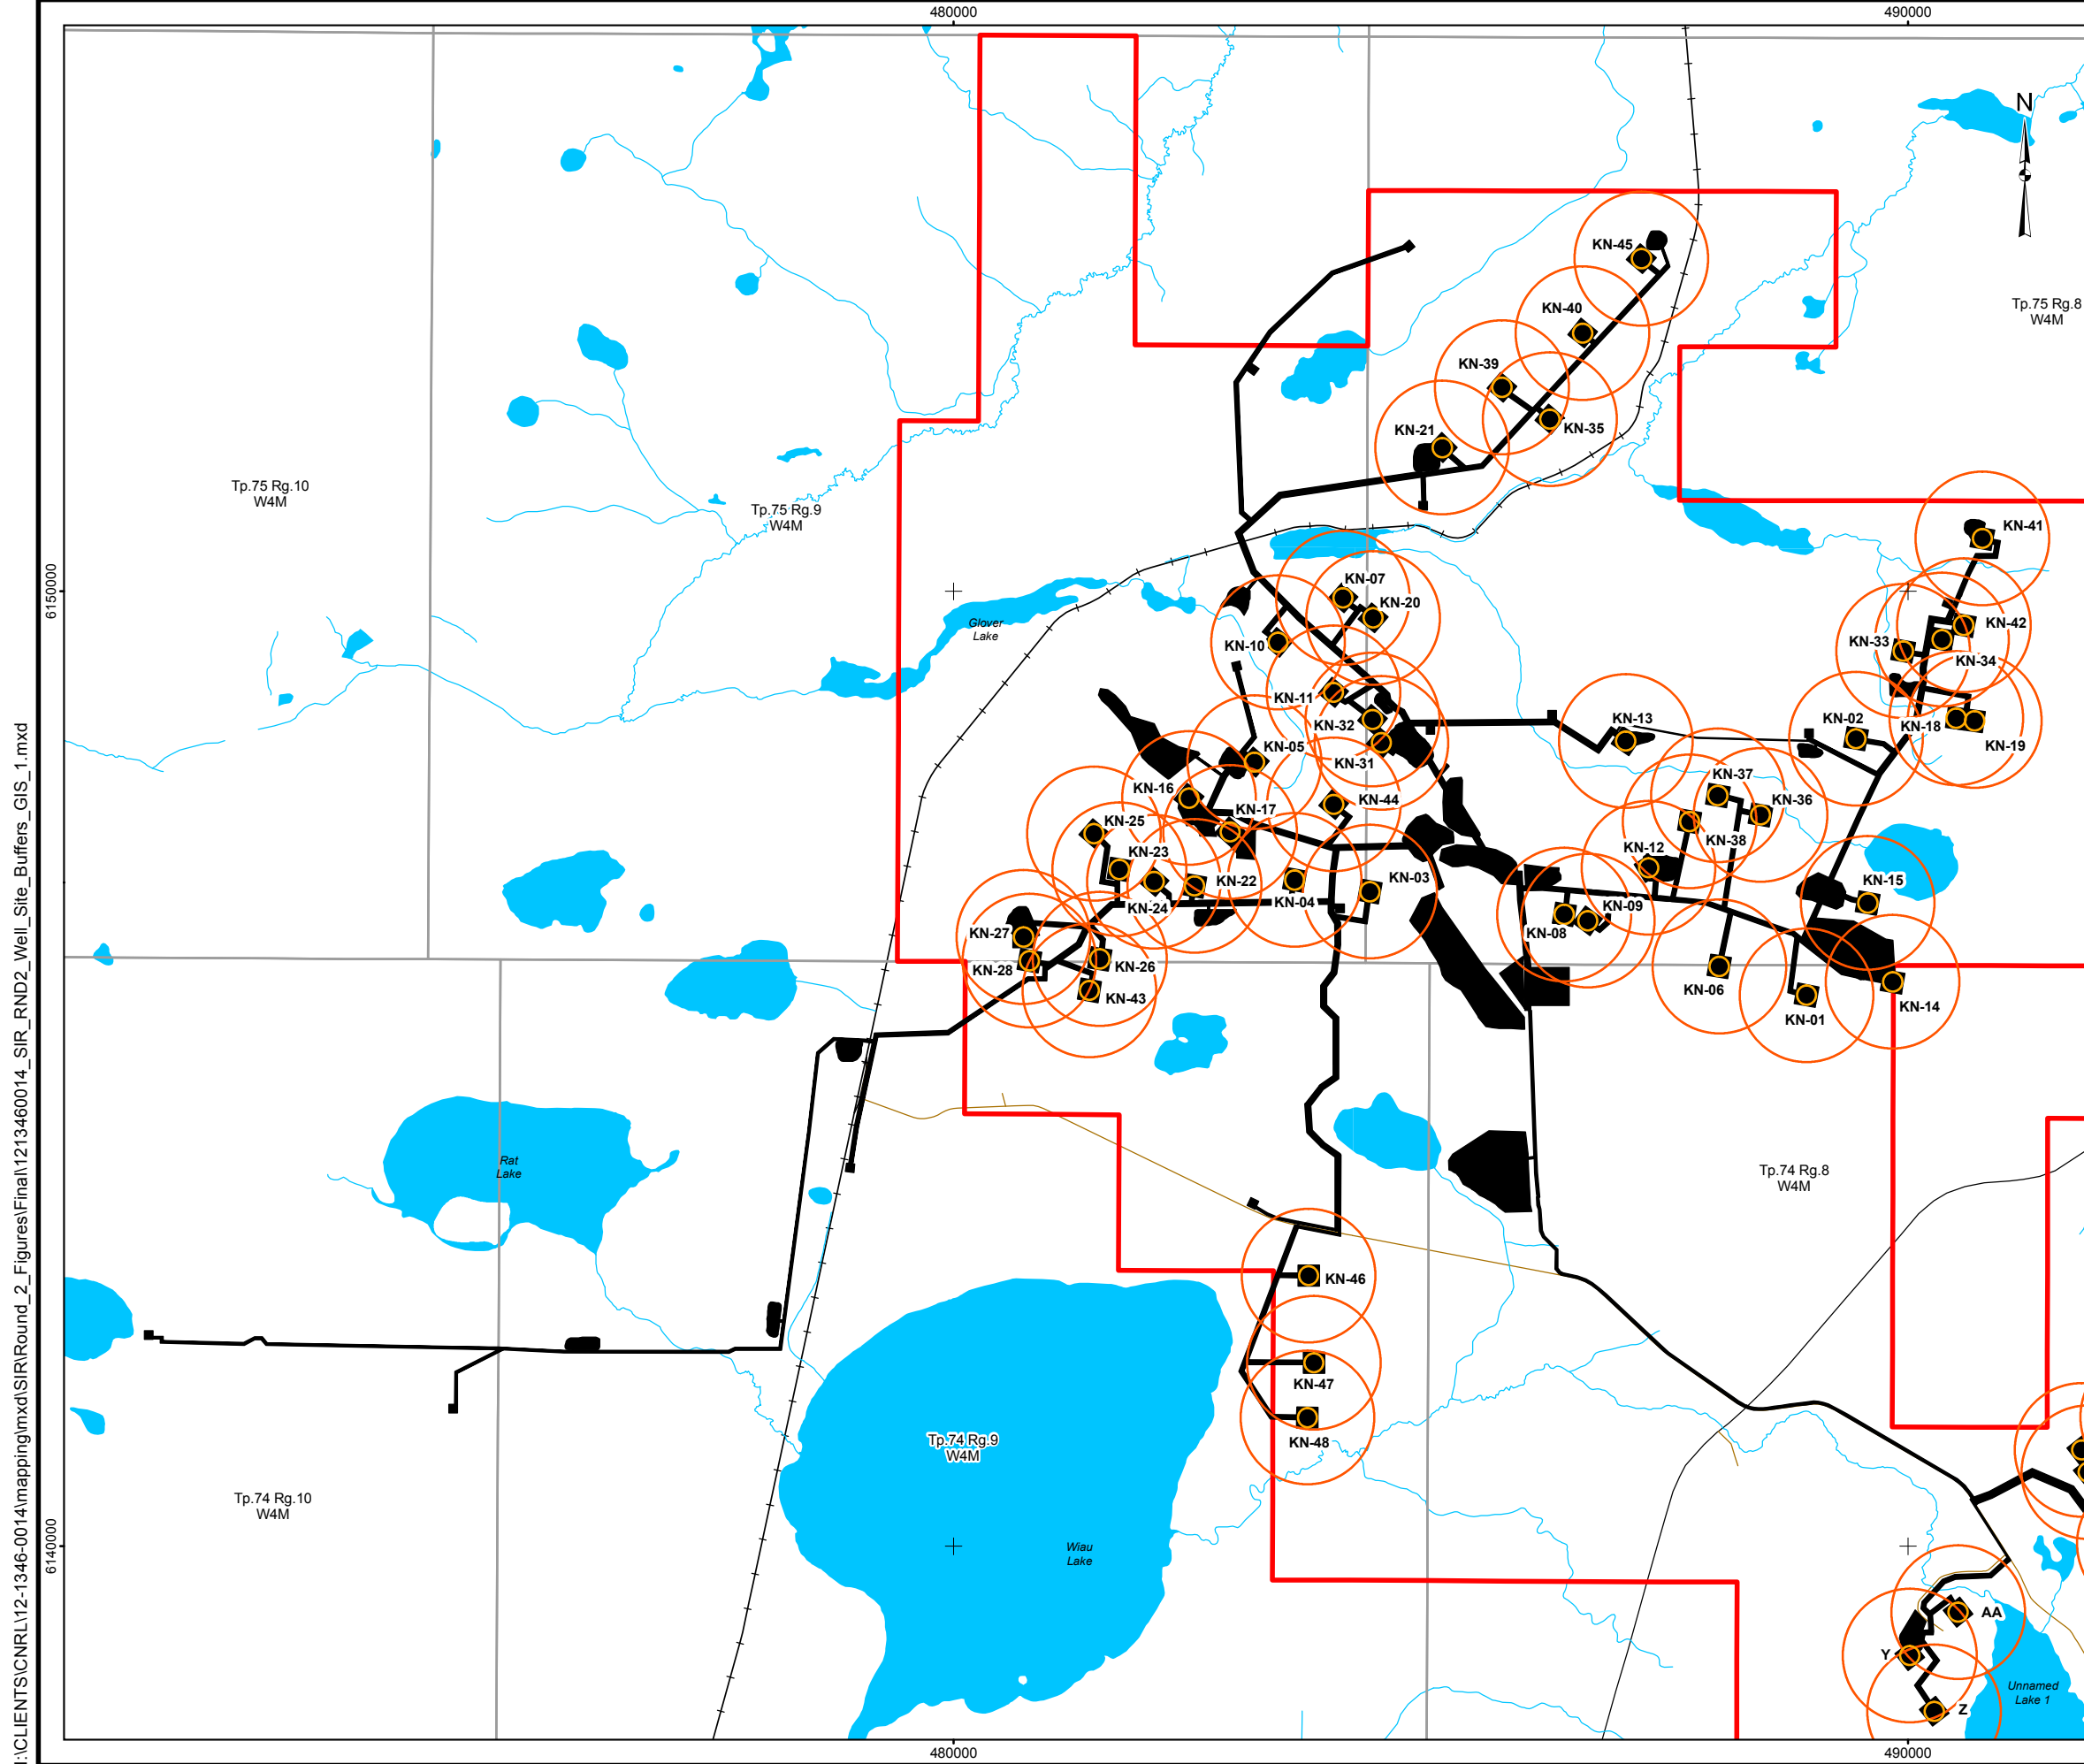 480000
490000
N
KN-45
Tp.75 Rg.8
W4M
KN-40
KN-39
KN-35
KN-21
Tp.75 Rg.10
W4M
Tp.75 Rg.9
W4M
KN-41
6150000
KN-07
KN-20
Glover
Lake
KN-10
KN-42
KN-33
KN-34
KN-11
KN-32
KN-13
KN-02
KN-18
KN-19
KN-05
KN-31
KN-37
KN-16
KN-44
KN-36
KN-17
KN-25
KN-38
KN-23
KN-12
KN-22
KN-03
KN-15
KN-24
KN-04
KN-09
KN-08
KN-27
KN-28
KN-26
KN-43
KN-06
KN-01
KN-14
Rat
Lake
Tp.74 Rg.8
W4M
KN-46
KN-47
KN-48
Tp.74 Rg.9
W4M
Tp.74 Rg.10
W4M
6140000
Wiau
Lake
AA
Y
Z
Unnamed
Lake 1
480000
490000
I:\CLIENTS\CNRL\12-1346-0014\mapping\mxd\SIR\Round_2_Figures\Final\1213460014_SIR_RND2_Well_Site_Buffers_GIS_1.mxd